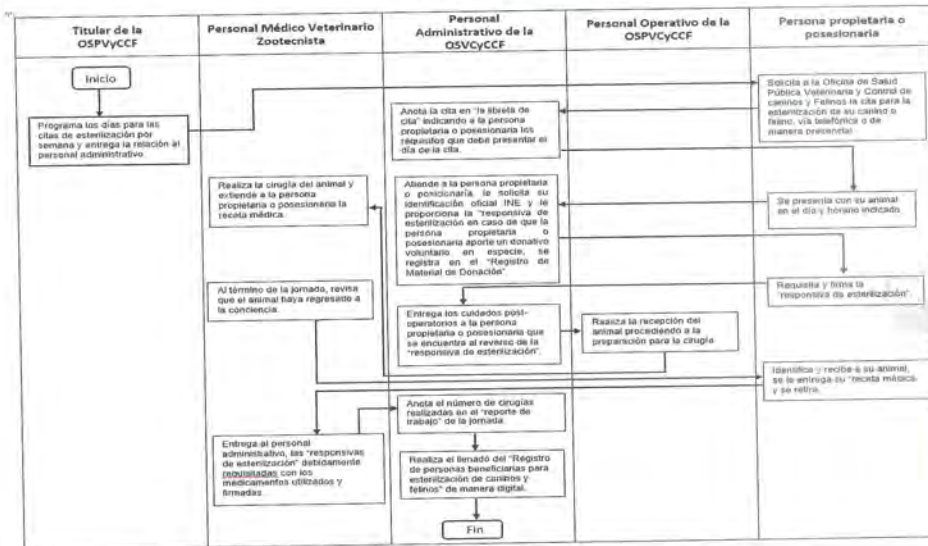 Titular de la
OSPVyCCF
Personal Médico Veterinario
Zootecnista
Personal
Administrativo de la
OSVCyCCF
Personal Operativo de la
OSPVCyCCF
Persona propietaria o
posesionaria
Inicio
Programa los días para las
citas de esterilización por
semana y entrega la relación al
personal administrativo.
Solicita a la Oficina de Salud
Pública Veterinaria y Control de
caninos y Felinos la cita para la
esterilización de su canino o
felino, vía telefónica o de
manera presencial
Anota la cita en "la libreta de
cita" indicando a la persona
propietaria o posesionaria los
requisitos que debe presentar el
día de la cita.
Se presenta con su animal
en el día y horario indicado
Atiende a la persona propietaria
o posicionaria, le solicita su
identificación oficial INE y le
proporciona la "responsiva de
esterilización en caso de que la
persona propietaria o
posesionaria aporte un donativo
voluntario en especie, se
registra en el "Registro de
Material de Donación".
Requisita y firma la
"responsiva de esterilización".
Entrega los cuidados post-
operatorios a la persona
propietaria o posesionaria que
se encuentra al reverso de la
"responsiva de esterilización".
Realiza la recepción del
animal procediendo a la
preparación para la cirugía
Realiza la cirugía del animal y
extiende a la persona
propietaria o posesionaria la
receta médica.
Al término de la jornada, revisa
que el animal haya regresado a
la conciencia.
Identifica y recibe a su animal,
se le entrega su "receta médica
y se retira.
Entrega al personal
administrativo, las "responsivas
de esterilización" debidamente
requisitadas con los
medicamentos utilizados y
firmadas.
Anota el número de cirugías
realizadas en el "reporte de
trabajo" de la jornada.
Realiza el llenado del "Registro
de personas beneficiarias para
esterilización de caninos y
felinos" de manera digital.
Fin